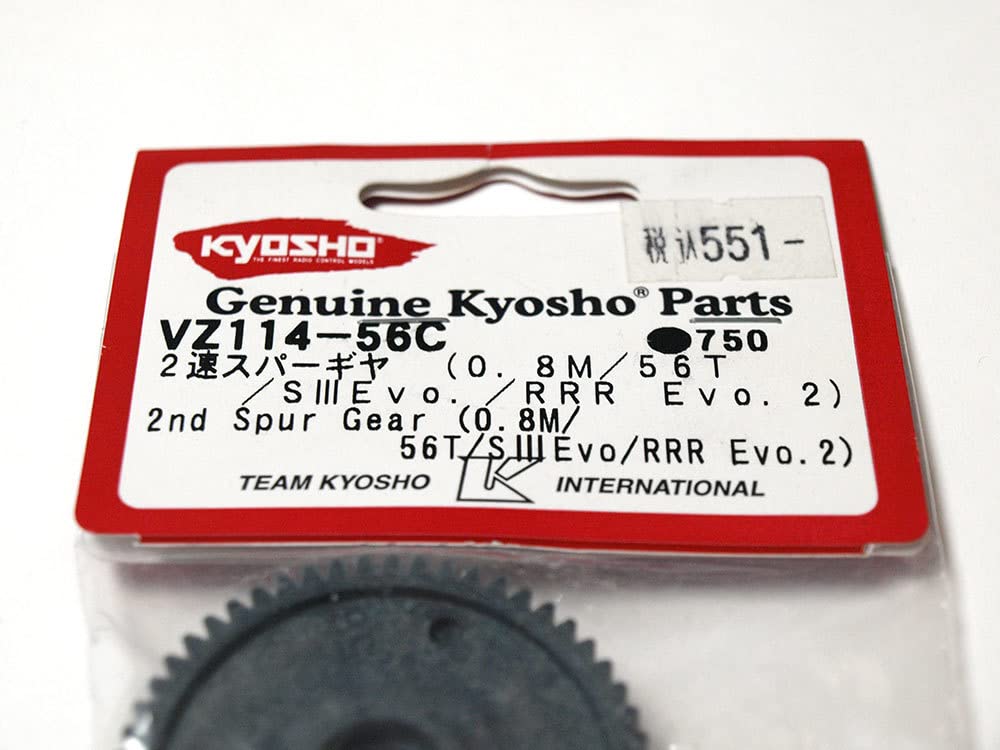 KYOSHO
THE FINEST RADIO CONTROL MODELS
税込551-
Genuine Kyosho® Parts
VZ114-56C ●750
2速スパーギヤ (0.8M/56T
/SⅢEvo./RRR Evo.2)
2nd Spur Gear (0.8M/
56T/SⅢEvo/RRR Evo.2)
TEAM KYOSHO K INTERNATIONAL